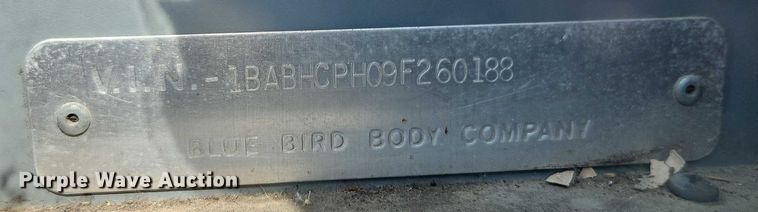 V.I.N.-1BABHCPH09F260188
BLUE BIRD BODY COMPANY
Purple Wave Auction